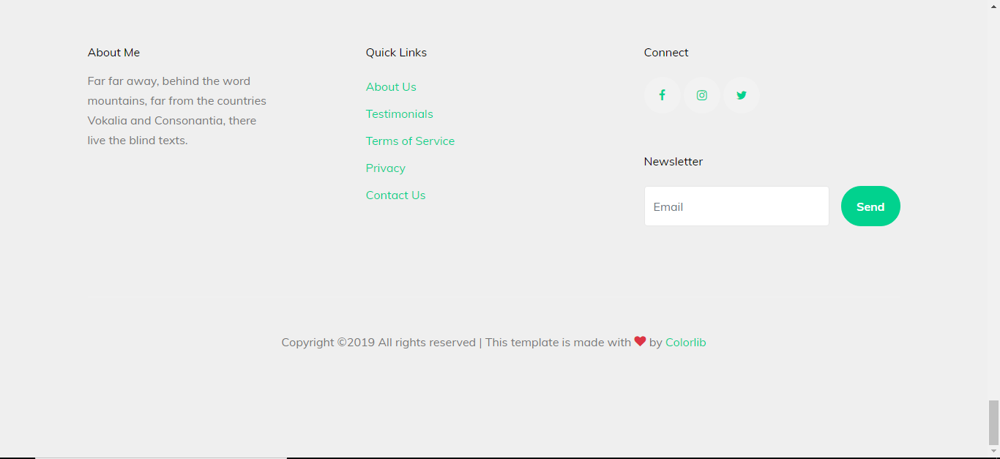 About Me
Far far away, behind the word
mountains, far from the countries
Vokalia and Consonantia, there
live the blind texts.
Quick Links
About Us
Testimonials
Terms of Service
Privacy
Contact Us
Connect
Newsletter
Email
Send
Copyright ©2019 All rights reserved | This template is made with ❤ by Colorlib